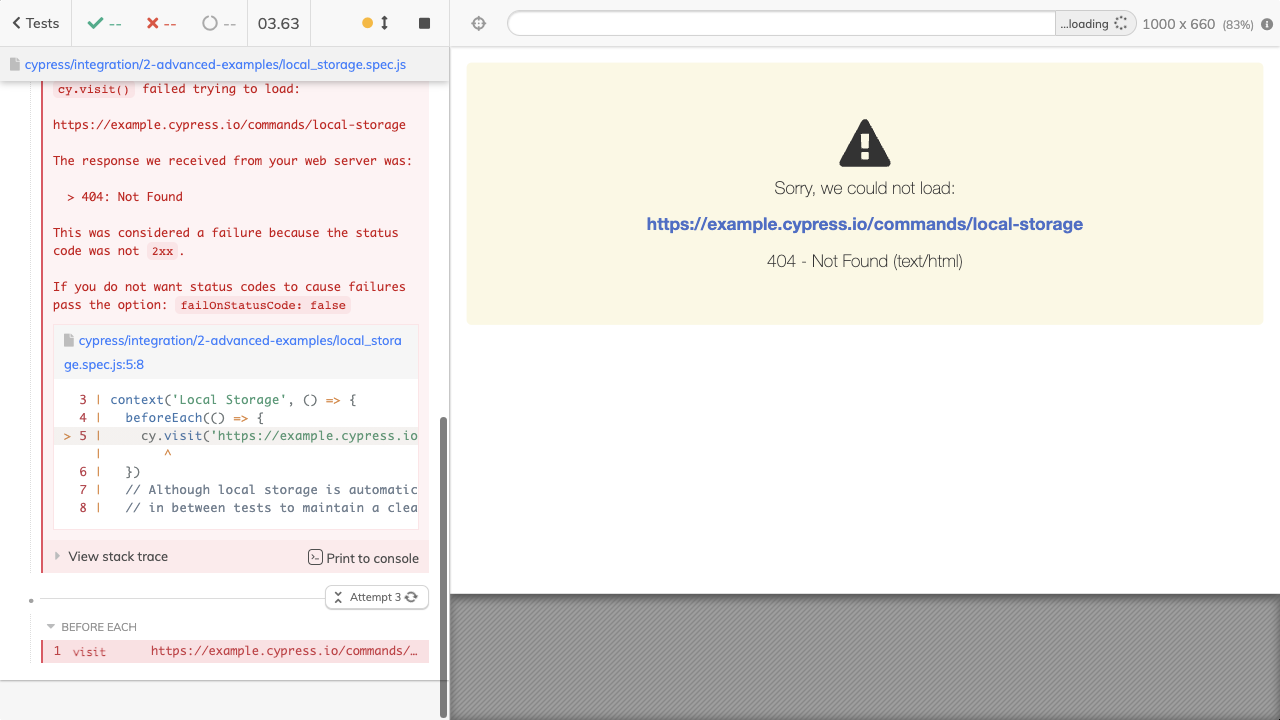 Tests
--
--
--
03.63
...loading
1000 x 660 (83%)
cypress/integration/2-advanced-examples/local_storage.spec.js
cy.visit() failed trying to load:
https://example.cypress.io/commands/local-storage
The response we received from your web server was:
> 404: Not Found
This was considered a failure because the status
code was not 2xx.
If you do not want status codes to cause failures
pass the option: failOnStatusCode: false
cypress/integration/2-advanced-examples/local_stora
ge.spec.js:5:8
3 | context('Local Storage', () => {
4 |   beforeEach(() => {
> 5 |     cy.visit('https://example.cypress.io
|        ^
6 |   })
7 |   // Although local storage is automatic
8 |   // in between tests to maintain a clea
View stack trace
Print to console
Attempt 3
BEFORE EACH
1 visit https://example.cypress.io/commands/…
Sorry, we could not load:
https://example.cypress.io/commands/local-storage
404 - Not Found (text/html)